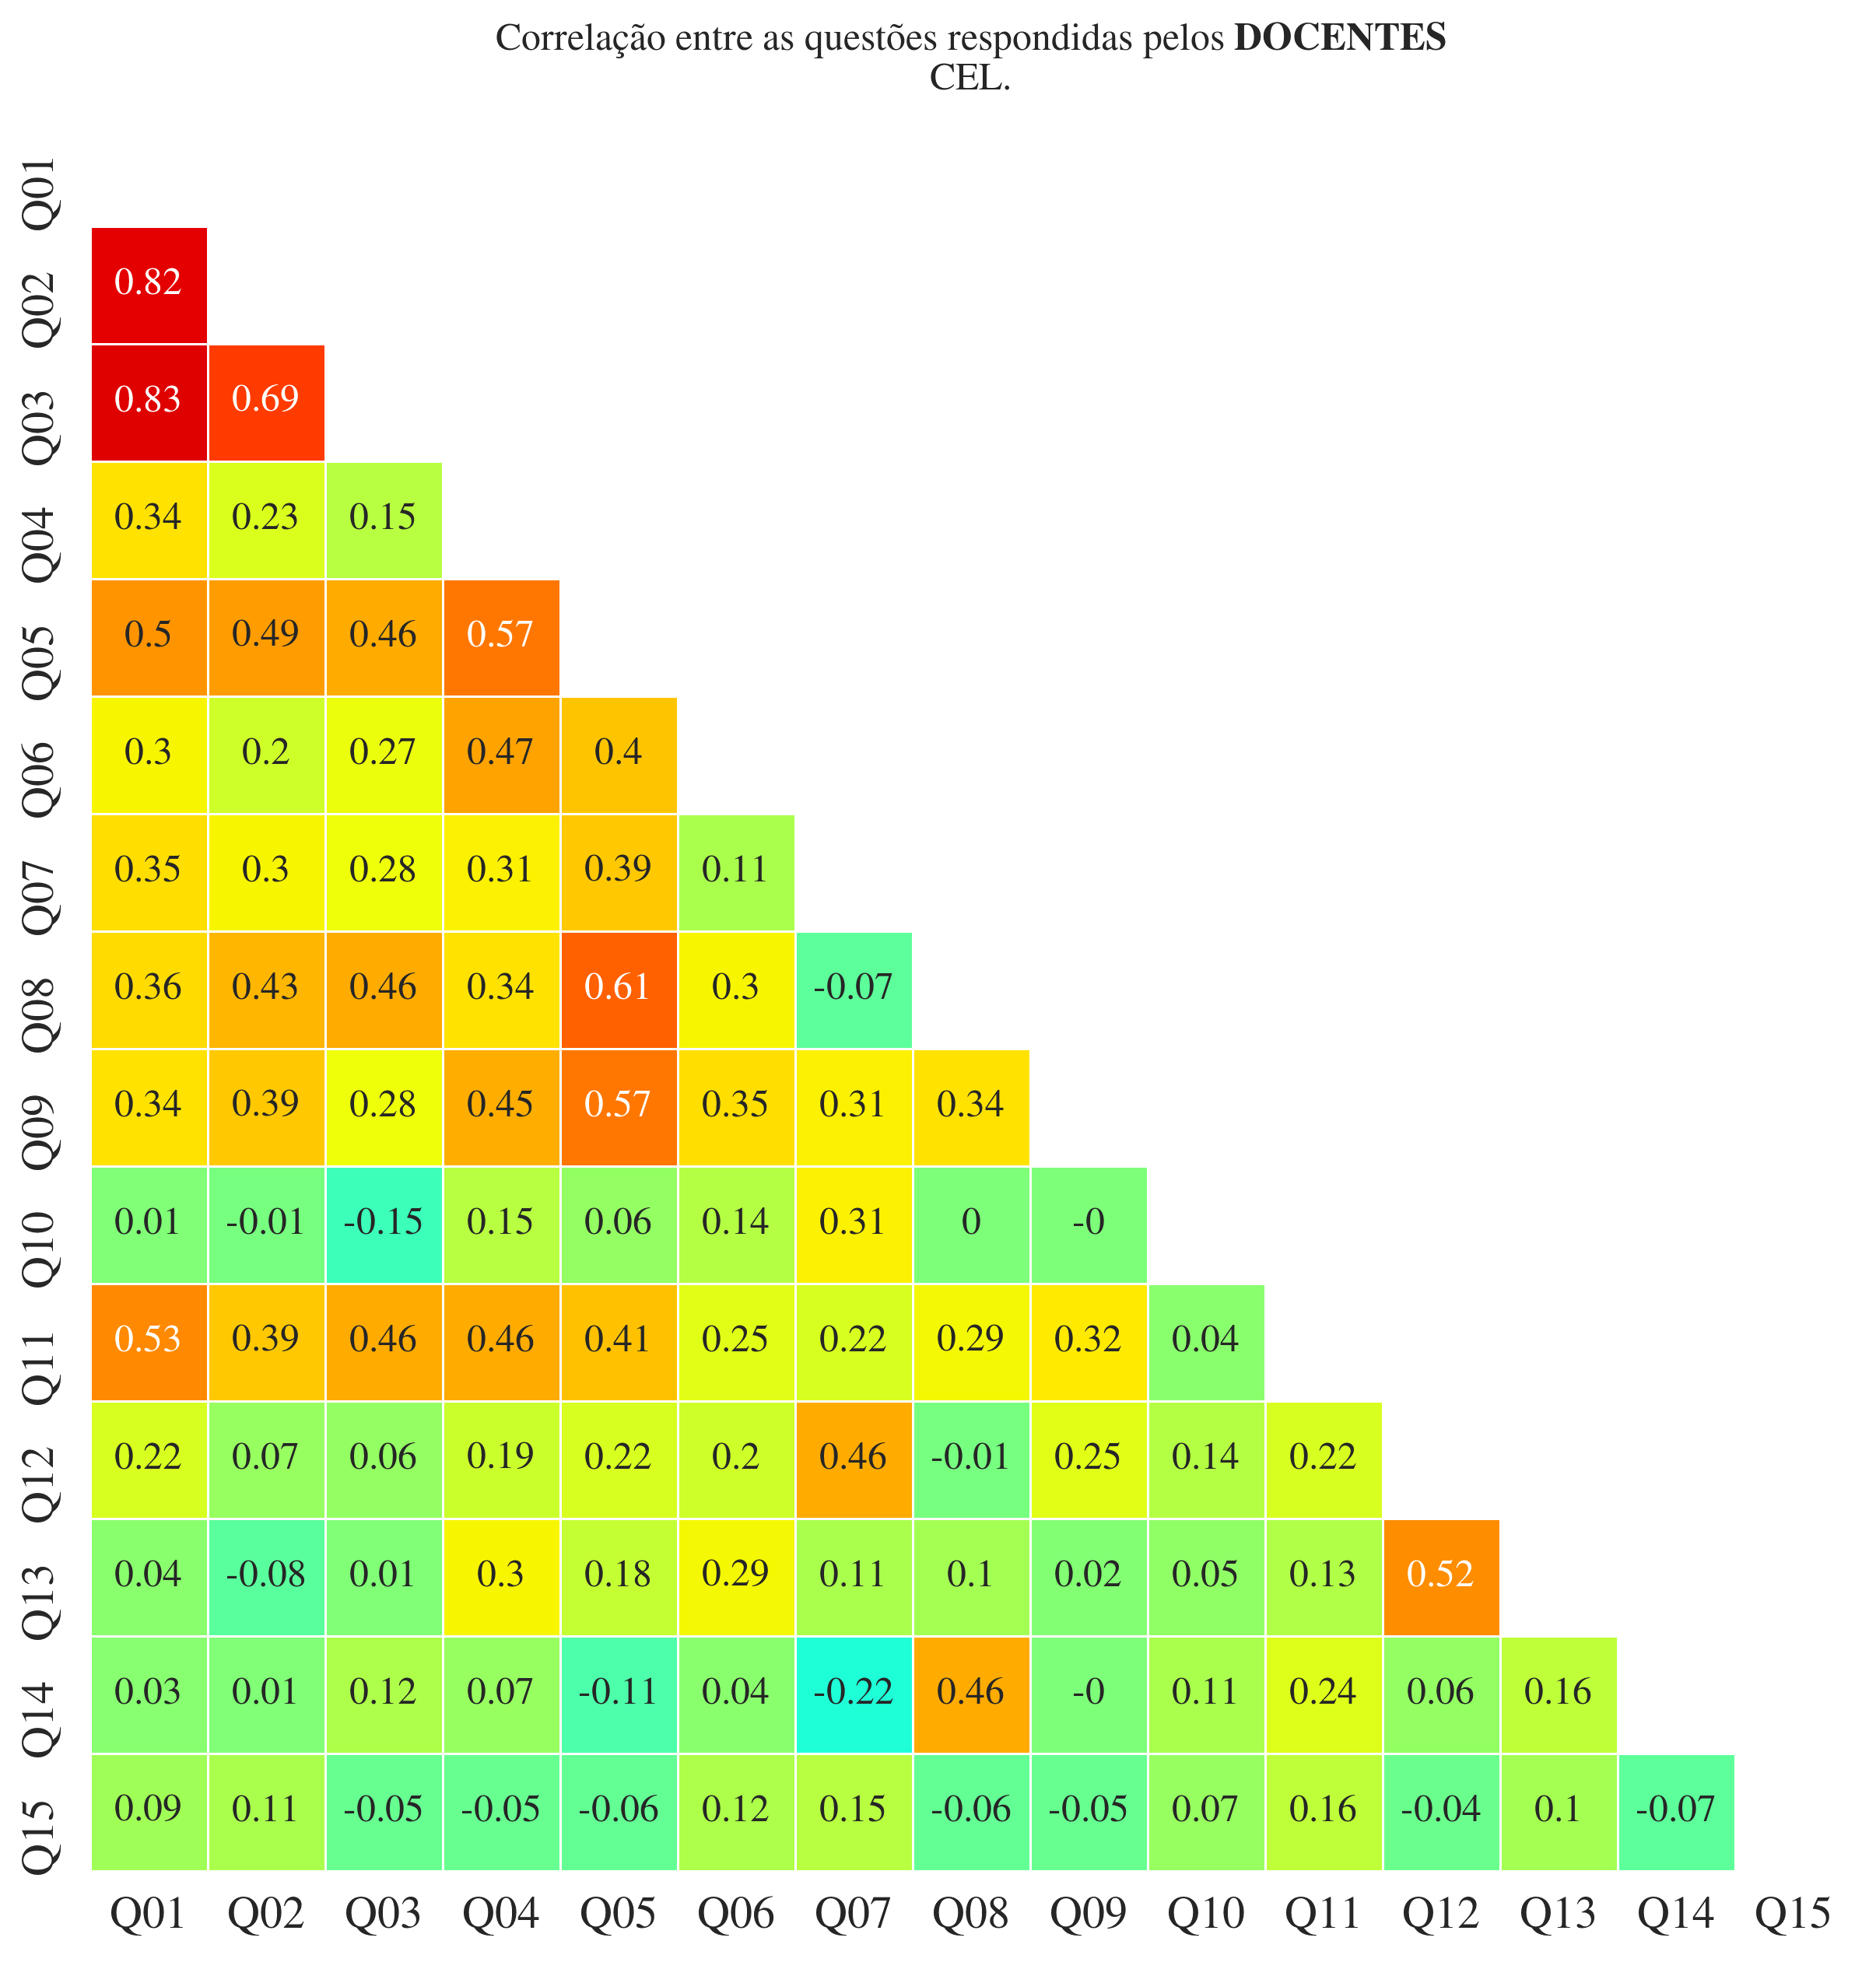 Correlação entre as questões respondidas pelos DOCENTES
CEL.
Q01
Q02 0.82
Q03 0.83 0.69
Q04 0.34 0.23 0.15
Q05 0.5 0.49 0.46 0.57
Q06 0.3 0.2 0.27 0.47 0.4
Q07 0.35 0.3 0.28 0.31 0.39 0.11
Q08 0.36 0.43 0.46 0.34 0.61 0.3 -0.07
Q09 0.34 0.39 0.28 0.45 0.57 0.35 0.31 0.34
Q10 0.01 -0.01 -0.15 0.15 0.06 0.14 0.31 0 -0
Q11 0.53 0.39 0.46 0.46 0.41 0.25 0.22 0.29 0.32 0.04
Q12 0.22 0.07 0.06 0.19 0.22 0.2 0.46 -0.01 0.25 0.14 0.22
Q13 0.04 -0.08 0.01 0.3 0.18 0.29 0.11 0.1 0.02 0.05 0.13 0.52
Q14 0.03 0.01 0.12 0.07 -0.11 0.04 -0.22 0.46 -0 0.11 0.24 0.06 0.16
Q15 0.09 0.11 -0.05 -0.05 -0.06 0.12 0.15 -0.06 -0.05 0.07 0.16 -0.04 0.1 -0.07
Q01 Q02 Q03 Q04 Q05 Q06 Q07 Q08 Q09 Q10 Q11 Q12 Q13 Q14 Q15